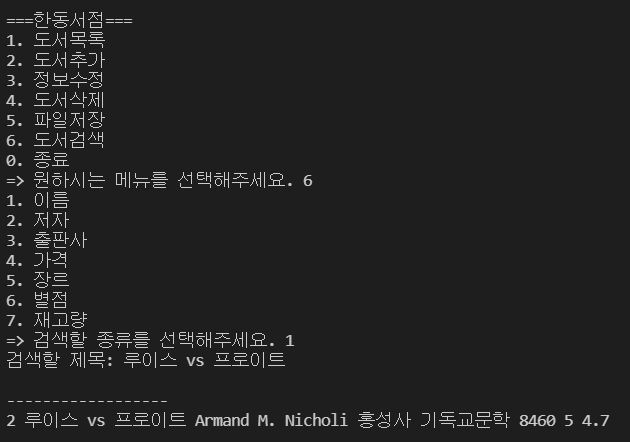 ===한동서점===
1. 도서목록
2. 도서추가
3. 정보수정
4. 도서삭제
5. 파일저장
6. 도서검색
0. 종료
=> 원하시는 메뉴를 선택해주세요. 6
1. 이름
2. 저자
3. 출판사
4. 가격
5. 장르
6. 별점
7. 재고량
=> 검색할 종류를 선택해주세요. 1
검색할 제목: 루이스 vs 프로이트
------------------
2 루이스 vs 프로이트 Armand M. Nicholi 홍성사 기독교문학 8460 5 4.7